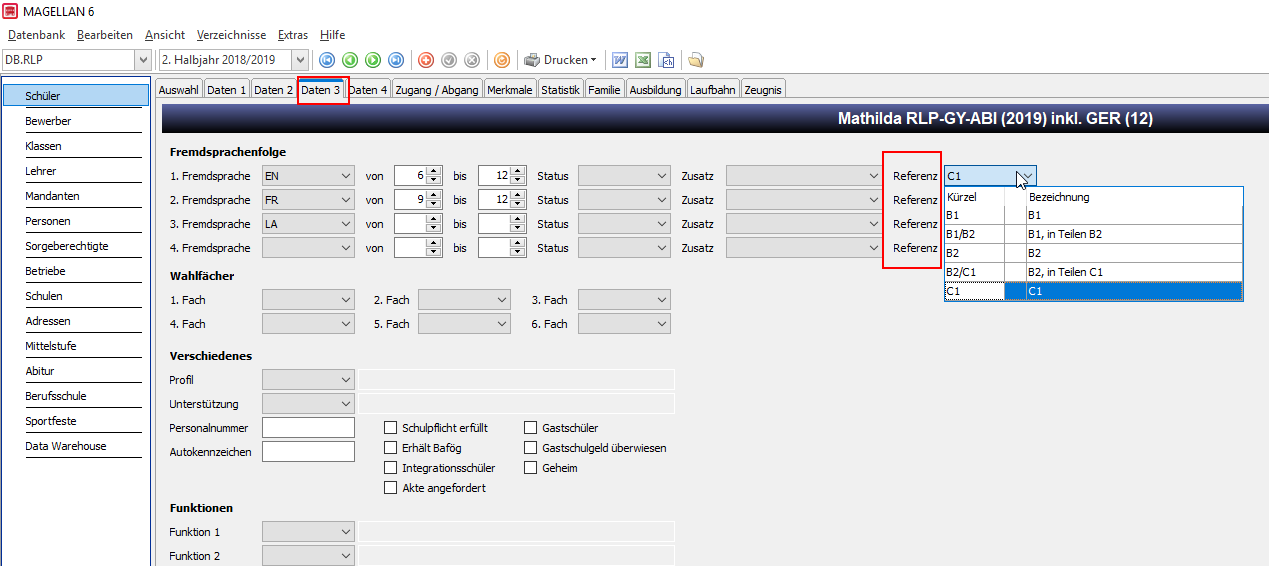 MAGELLAN 6
Datenbank Bearbeiten Ansicht Verzeichnisse Extras Hilfe
DB.RLP 2. Halbjahr 2018/2019 Drucken
Auswahl Daten 1 Daten 2 Daten 3 Daten 4 Zugang / Abgang Merkmale Statistik Familie Ausbildung Laufbahn Zeugnis
Schüler
Bewerber
Klassen
Lehrer
Mandanten
Personen
Sorgeberechtigte
Betriebe
Schulen
Adressen
Mittelstufe
Abitur
Berufsschule
Sportfeste
Data Warehouse
Mathilda RLP-GY-ABI (2019) inkl. GER (12)
Fremdsprachenfolge
1. Fremdsprache EN von 6 bis 12 Status Zusatz Referenz C1
2. Fremdsprache FR von 9 bis 12 Status Zusatz Referenz
3. Fremdsprache LA von bis Status Zusatz Referenz
4. Fremdsprache von bis Status Zusatz Referenz
Kürzel Bezeichnung
B1 B1
B1/B2 B1, in Teilen B2
B2 B2
B2/C1 B2, in Teilen C1
C1 C1
Wahlfächer
1. Fach 2. Fach 3. Fach
4. Fach 5. Fach 6. Fach
Verschiedenes
Profil
Unterstützung
Personalnummer Schulpflicht erfüllt Gastschüler
Autokennzeichen Erhält Bafög Gastschulgeld überwiesen
Integrationsschüler Geheim
Akte angefordert
Funktionen
Funktion 1
Funktion 2